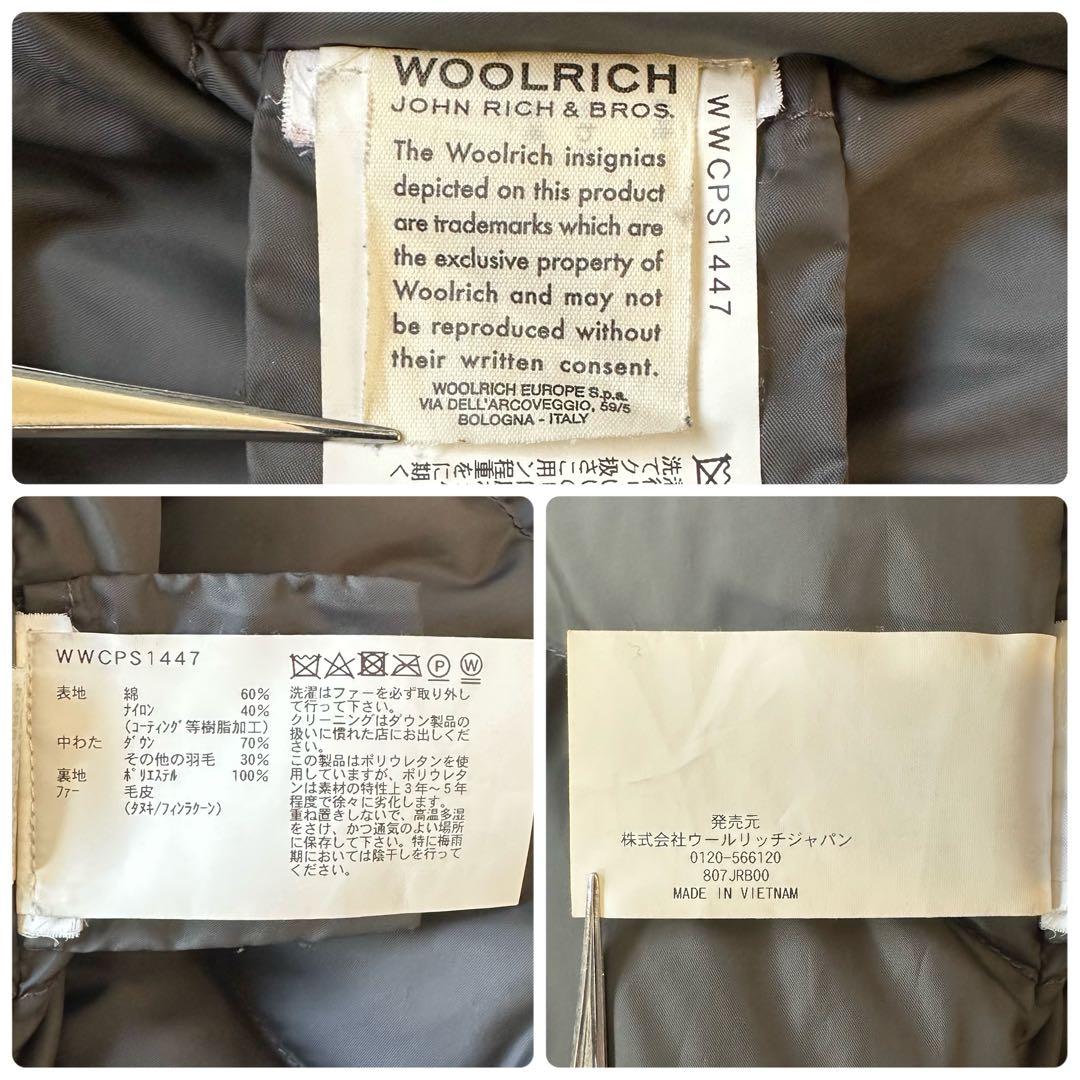 WOOLRICH
JOHN RICH & BROS.
The Woolrich insignias
depicted on this product
are trademarks which are
the exclusive property of
Woolrich and may not
be reproduced without
their written consent.
WOOLRICH EUROPE S.p.a.
VIA DELL'ARCOVEGGIO, 59/5
BOLOGNA - ITALY
WWCPS1447
WWCPS1447
表地 綿 60%
ナイロン 40%
(コーティング等樹脂加工)
中わた ダウン 70%
その他の羽毛 30%
裏地 ポリエステル 100%
ファー 毛皮
(タヌキ/フィンラクーン)
P W
洗濯はファーを必ず取り外し
て行って下さい。
クリーニングはダウン製品の
扱いに慣れた店にお出しくだ
さい。
この製品はポリウレタンを使
用していますが、ポリウレタ
ンは素材の特性上3年～5年
程度で徐々に劣化します。
重ね置きしないで、高温多湿
をさけ、かつ通気のよい場所
に保存して下さい。特に梅雨
期においては陰干しを行って
ください。
発売元
株式会社ウールリッチジャパン
0120-566120
807JRB00
MADE IN VIETNAM